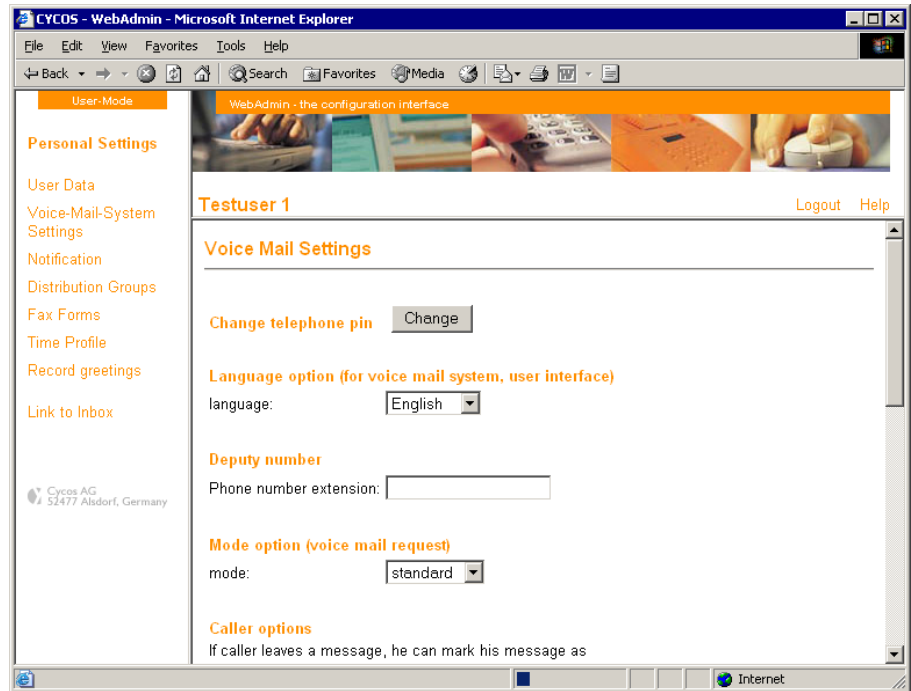 CYCOS - WebAdmin - Microsoft Internet Explorer
File Edit View Favorites Tools Help
Back Search Favorites Media
User-Mode
WebAdmin - the configuration interface
Personal Settings
User Data
Voice-Mail-System
Settings
Notification
Distribution Groups
Fax Forms
Time Profile
Record greetings
Link to Inbox
Cycos AG
52477 Alsdorf, Germany
Testuser 1
Logout Help
Voice Mail Settings
Change telephone pin Change
Language option (for voice mail system, user interface)
language: English
Deputy number
Phone number extension:
Mode option (voice mail request)
mode: standard
Caller options
If caller leaves a message, he can mark his message as
Internet